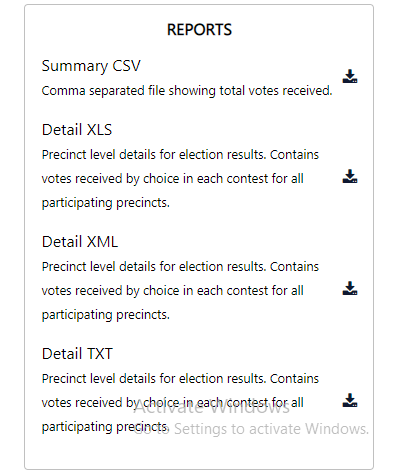 REPORTS
Summary CSV
Comma separated file showing total votes received.
Detail XLS
Precinct level details for election results. Contains
votes received by choice in each contest for all
participating precincts.
Detail XML
Precinct level details for election results. Contains
votes received by choice in each contest for all
participating precincts.
Detail TXT
Precinct level details for election results. Contains
votes received by choice in each contest for all
Activate Windows
participating precincts.
Go to Settings to activate Windows.